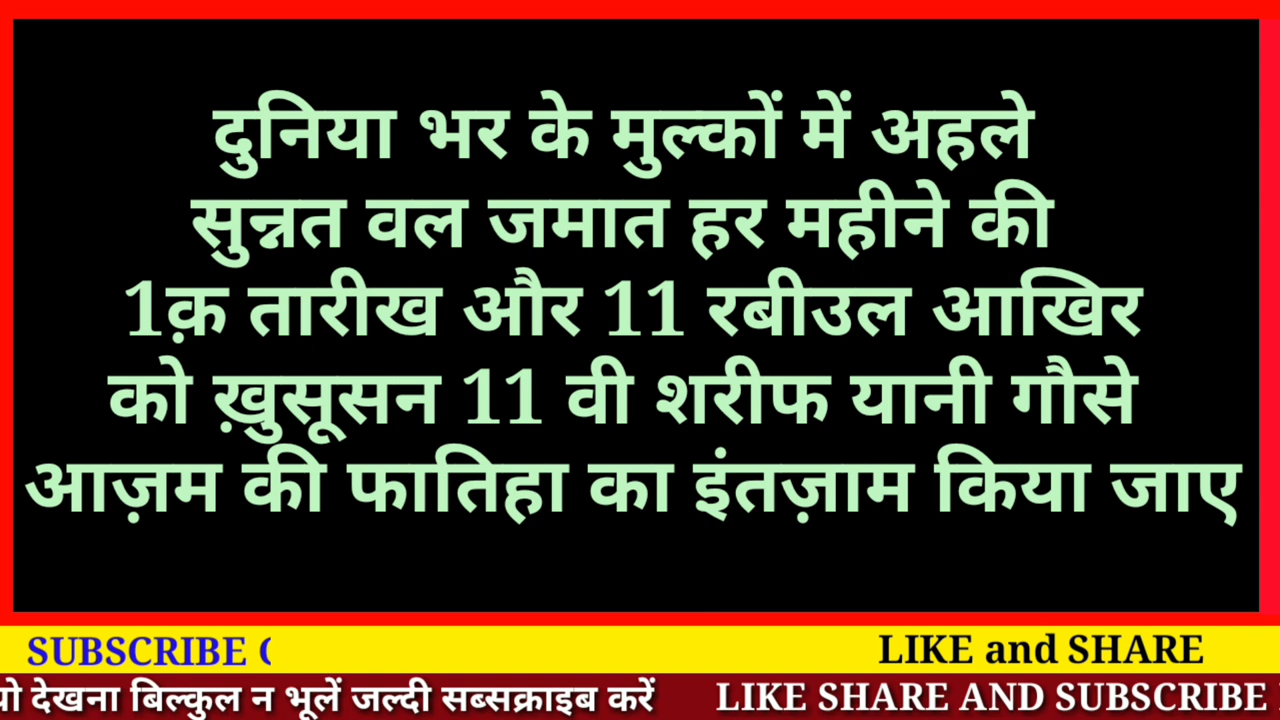 दुनिया भर के मुल्कों में अहले
सुन्नत वल जमात हर महीने की
1क़ तारीख और 11 रबीउल आखिर
को ख़ुसूसन 11 वी शरीफ यानी गौसे
आज़म की फातिहा का इंतज़ाम किया जाए
SUBSCRIBE
LIKE and SHARE
देखना बिल्कुल न भूलें जल्दी सब्सक्राइब करें LIKE SHARE AND SUBSCRIBE